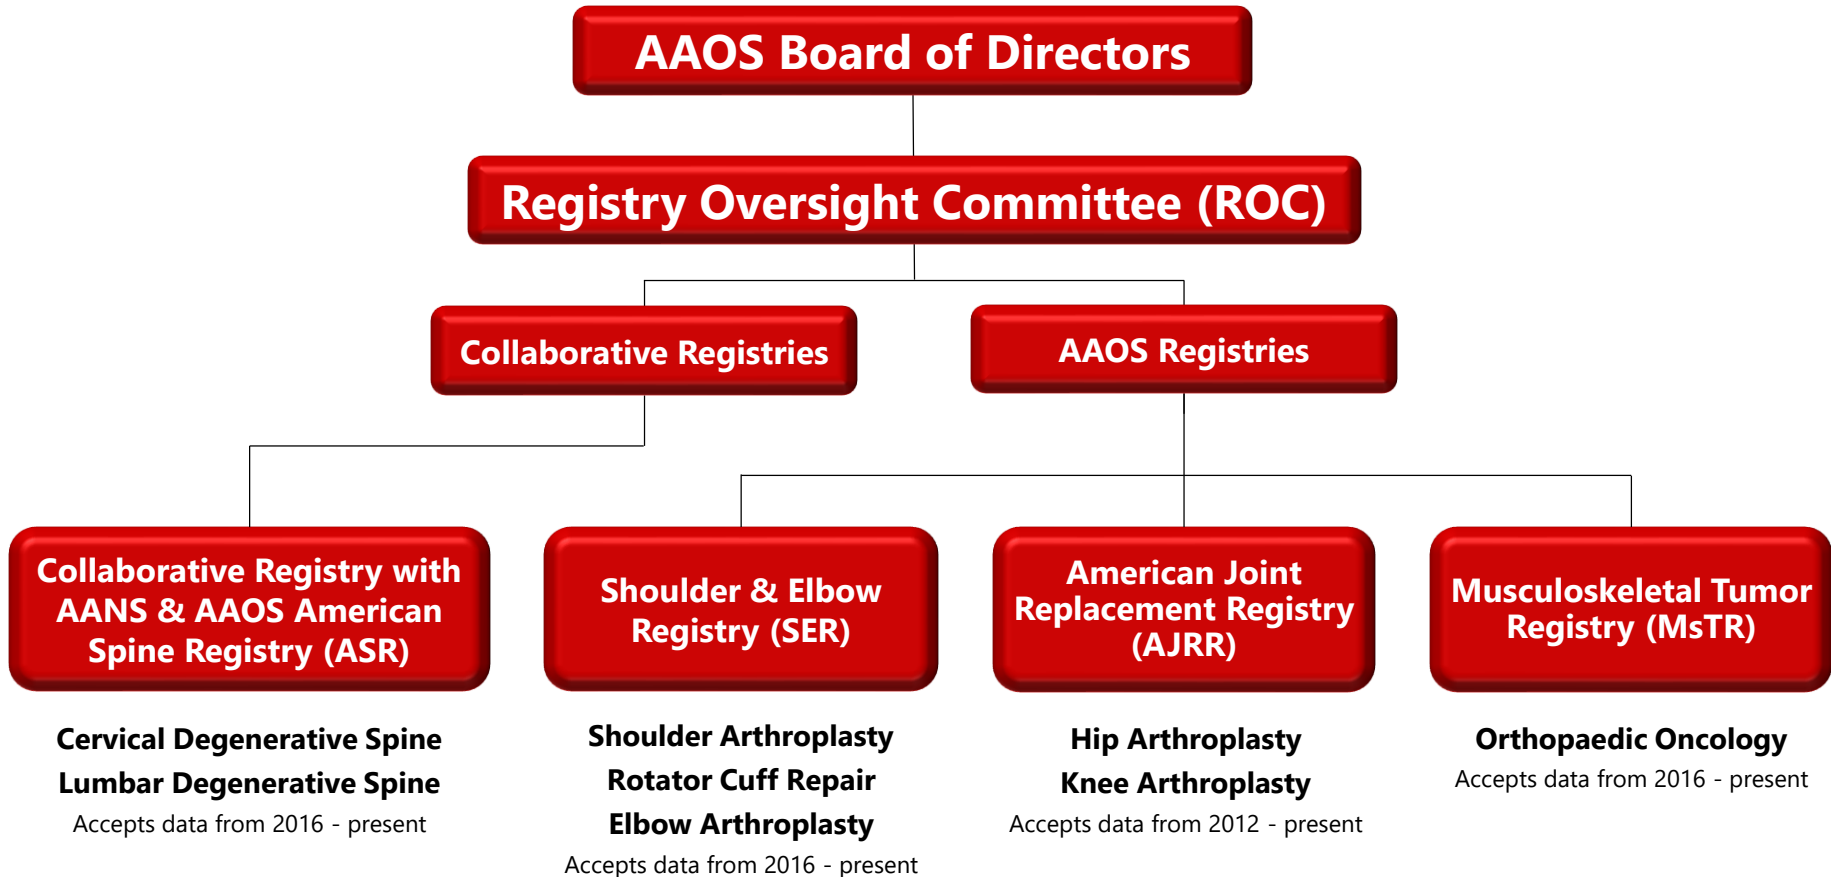 AAOS Board of Directors
Registry Oversight Committee (ROC)
Collaborative Registries
AAOS Registries
Collaborative Registry with
AANS & AAOS American
Spine Registry (ASR)
Cervical Degenerative Spine
Lumbar Degenerative Spine
Accepts data from 2016 - present
Shoulder & Elbow
Registry (SER)
Shoulder Arthroplasty
Rotator Cuff Repair
Elbow Arthroplasty
Accepts data from 2016 - present
American Joint
Replacement Registry
(AJRR)
Hip Arthroplasty
Knee Arthroplasty
Accepts data from 2012 - present
Musculoskeletal Tumor
Registry (MsTR)
Orthopaedic Oncology
Accepts data from 2016 - present